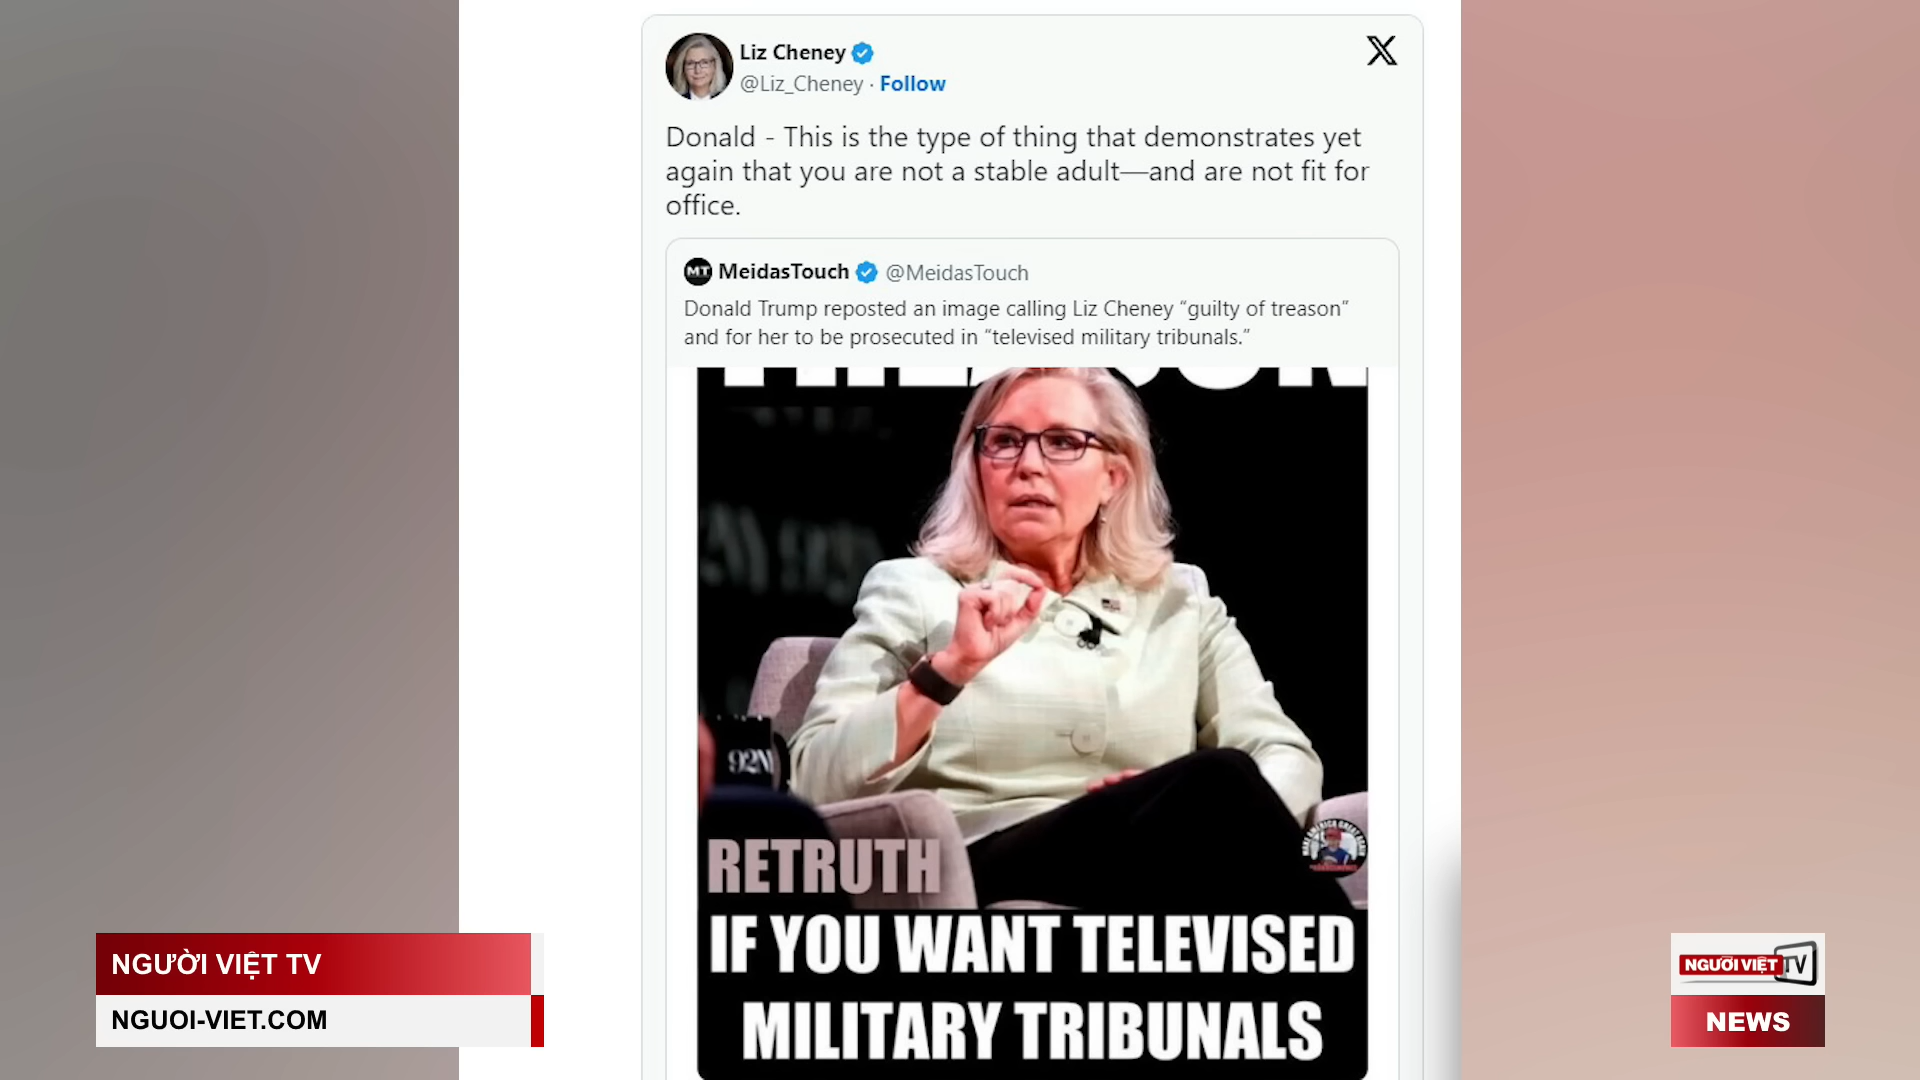 Liz Cheney
@Liz_Cheney · Follow
Donald - This is the type of thing that demonstrates yet
again that you are not a stable adult—and are not fit for
office.
MT MeidasTouch @MeidasTouch
Donald Trump reposted an image calling Liz Cheney “guilty of treason”
and for her to be prosecuted in “televised military tribunals.”
92N
RETRUTH
IF YOU WANT TELEVISED
MILITARY TRIBUNALS
NGƯỜI VIỆT TV
NGUOI-VIET.COM
NGƯỜI VIỆT TV
NEWS